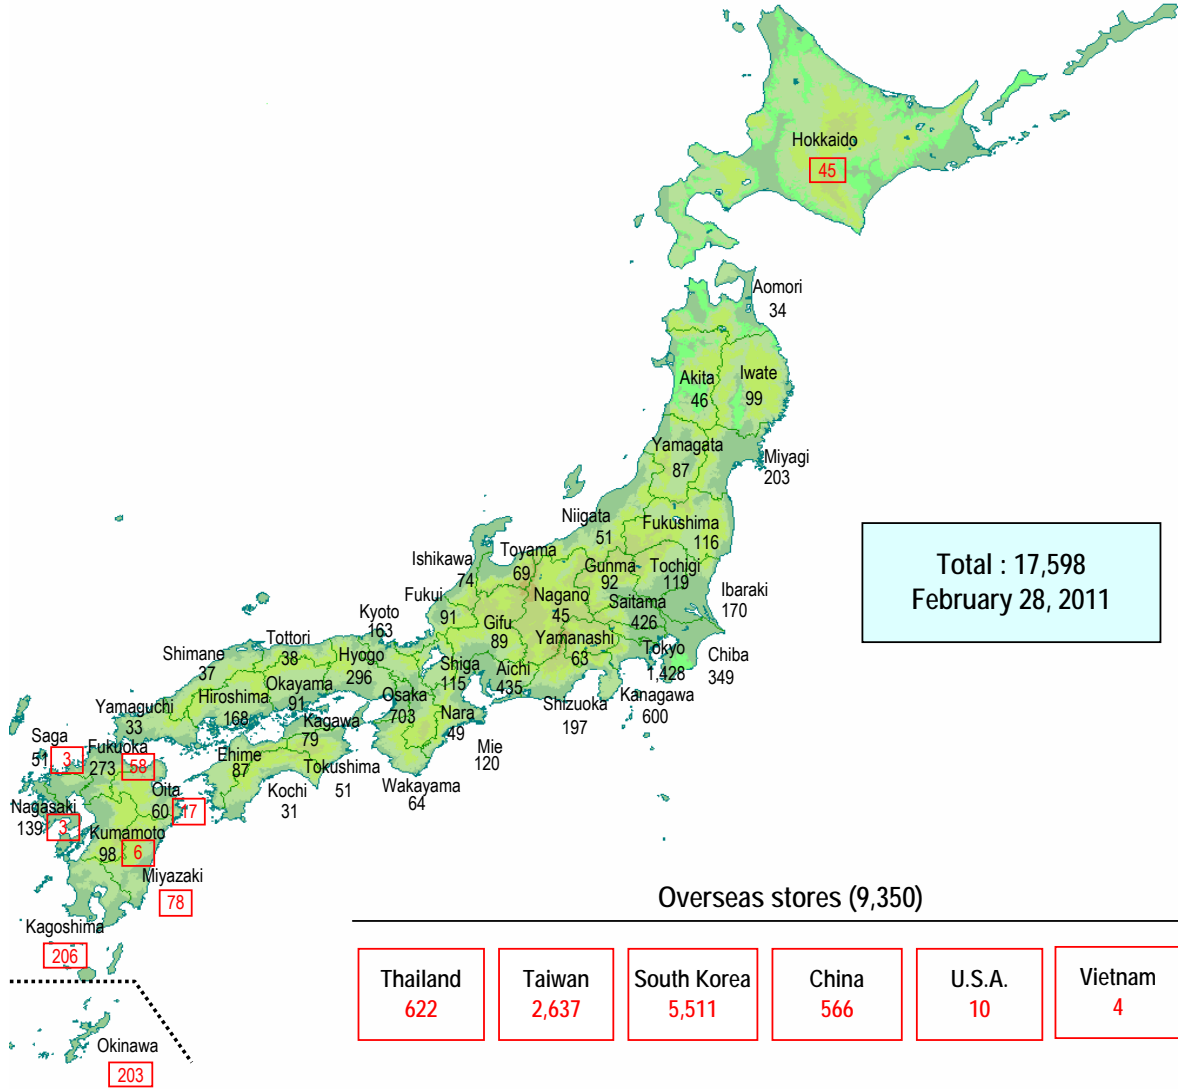 Hokkaido
45
Aomori
34
Akita
46
Iwate
99
Yamagata
87
Miyagi
203
Niigata
51
Fukushima
116
Total : 17,598
February 28, 2011
Ishikawa
74
Toyama
69
Gunma
92
Tochigi
119
Ibaraki
170
Fukui
91
Nagano
45
Saitama
426
Kyoto
163
Gifu
89
Yamanashi
63
Tokyo
1,428
Chiba
349
Tottori
38
Shimane
37
Hyogo
296
Shiga
115
Aichi
435
Shizuoka
197
Kanagawa
600
Hiroshima
168
Okayama
91
Osaka
703
Nara
49
Mie
120
Yamaguchi
33
Kagawa
79
Wakayama
64
Saga
51 3
Fukuoka
273 58
Ehime
87
Tokushima
51
Kochi
31
Oita
60 17
Nagasaki
139 3
Kumamoto
98 6
Miyazaki
78
Kagoshima
206
Okinawa
203
Overseas stores (9,350)
Thailand
622
Taiwan
2,637
South Korea
5,511
China
566
U.S.A.
10
Vietnam
4